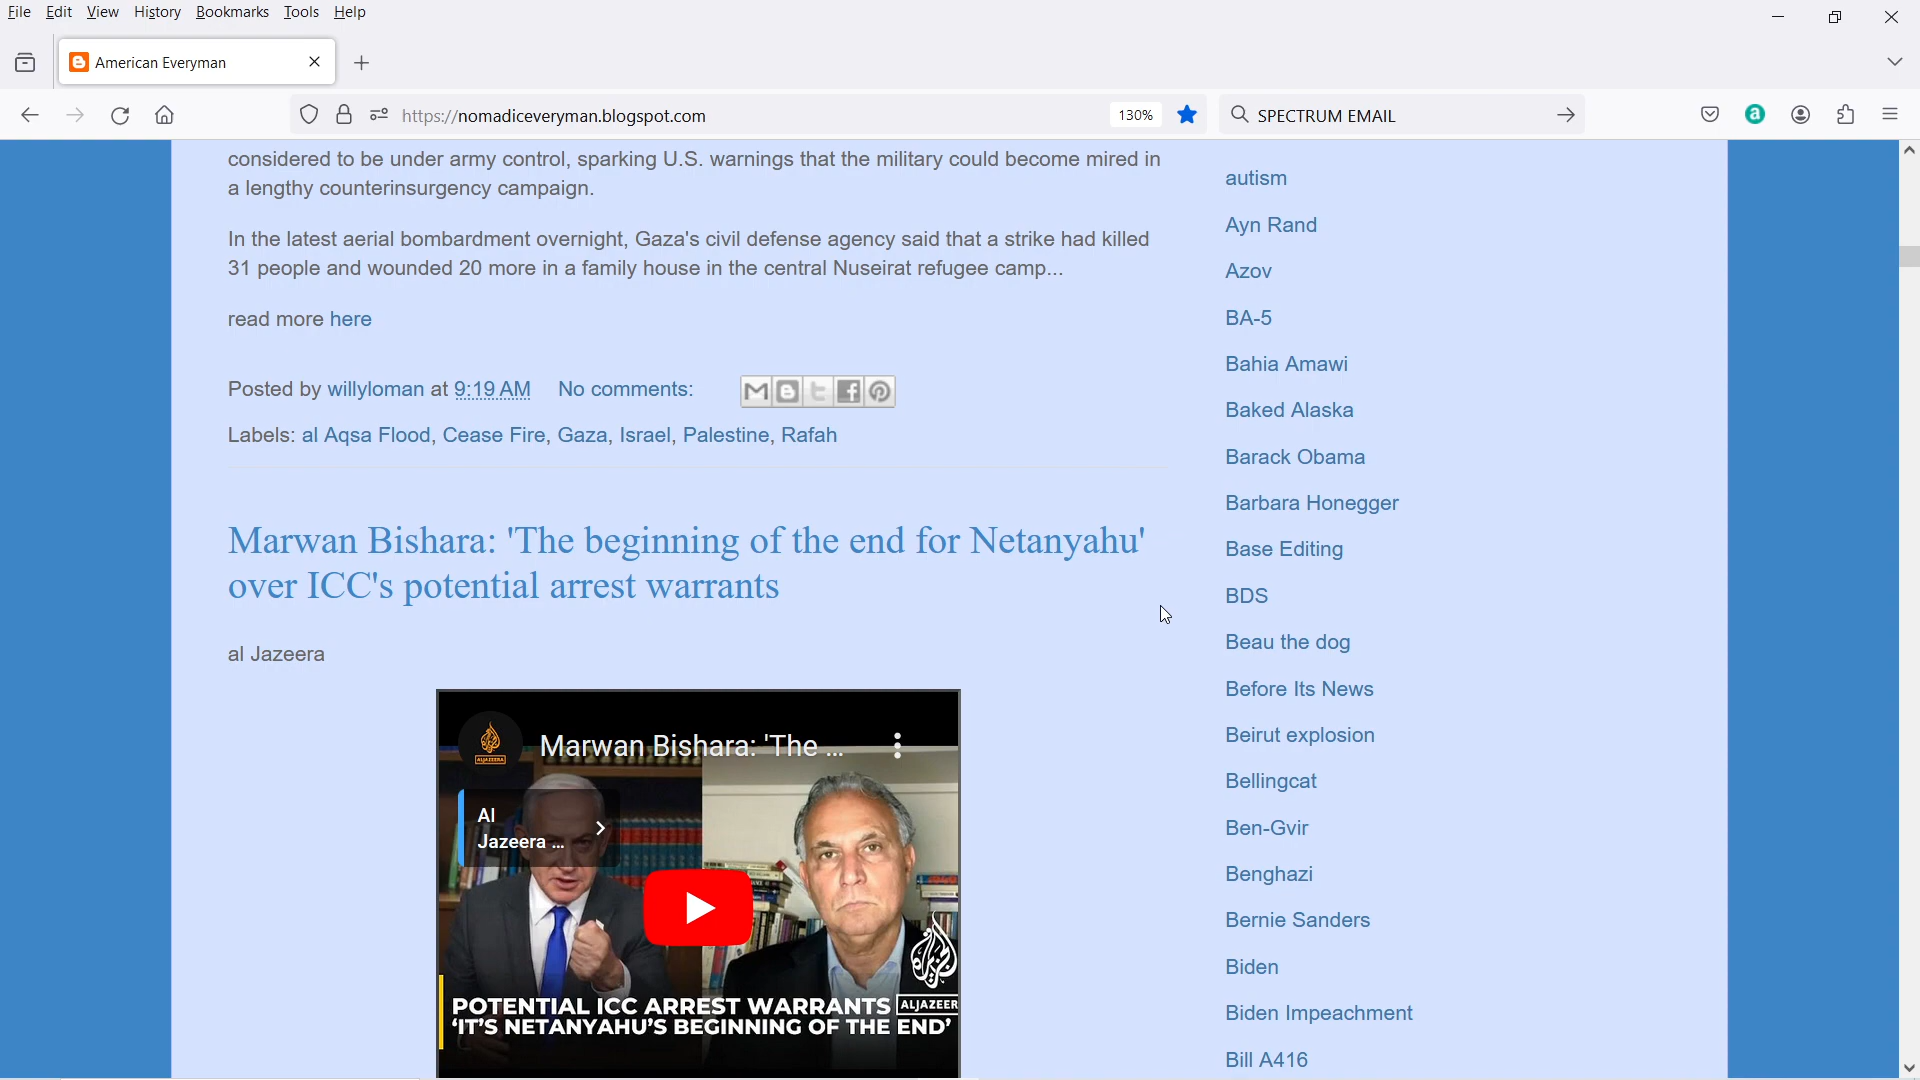 File Edit View History Bookmarks Tools Help
American Everyman
https://nomadiceveryman.blogspot.com
130%
SPECTRUM EMAIL
considered to be under army control, sparking U.S. warnings that the military could become mired in
a lengthy counterinsurgency campaign.
In the latest aerial bombardment overnight, Gaza's civil defense agency said that a strike had killed
31 people and wounded 20 more in a family house in the central Nuseirat refugee camp...
read more here
Posted by willyloman at 9:19 AM No comments:
Labels: al Aqsa Flood, Cease Fire, Gaza, Israel, Palestine, Rafah
Marwan Bishara: 'The beginning of the end for Netanyahu'
over ICC's potential arrest warrants
al Jazeera
ALJAZEERA
Marwan Bishara: 'The ...
Al
Jazeera ...
POTENTIAL ICC ARREST WARRANTS
'IT'S NETANYAHU'S BEGINNING OF THE END'
ALJAZEER
autism
Ayn Rand
Azov
BA-5
Bahia Amawi
Baked Alaska
Barack Obama
Barbara Honegger
Base Editing
BDS
Beau the dog
Before Its News
Beirut explosion
Bellingcat
Ben-Gvir
Benghazi
Bernie Sanders
Biden
Biden Impeachment
Bill A416